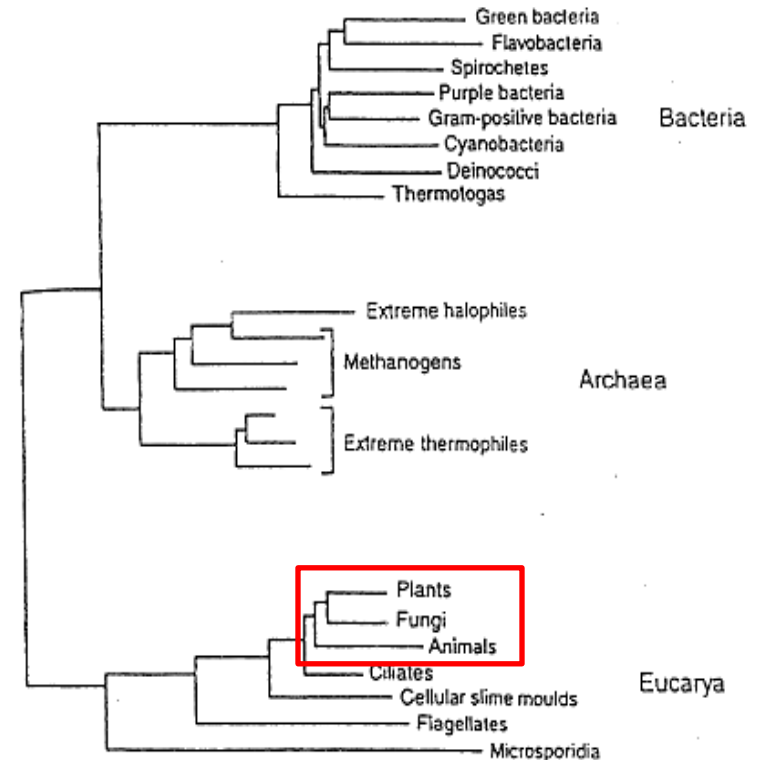 Green bacteria
Flavobacteria
Spirochetes
Purple bacteria
Gram-positive bacteria
Bacteria
Cyanobacteria
Deinococci
Thermotogas
Extreme halophiles
Methanogens
Archaea
Extreme thermophiles
Plants
Fungi
Animals
Ciliates
Eucarya
Cellular slime moulds
Flagellates
Microsporidia